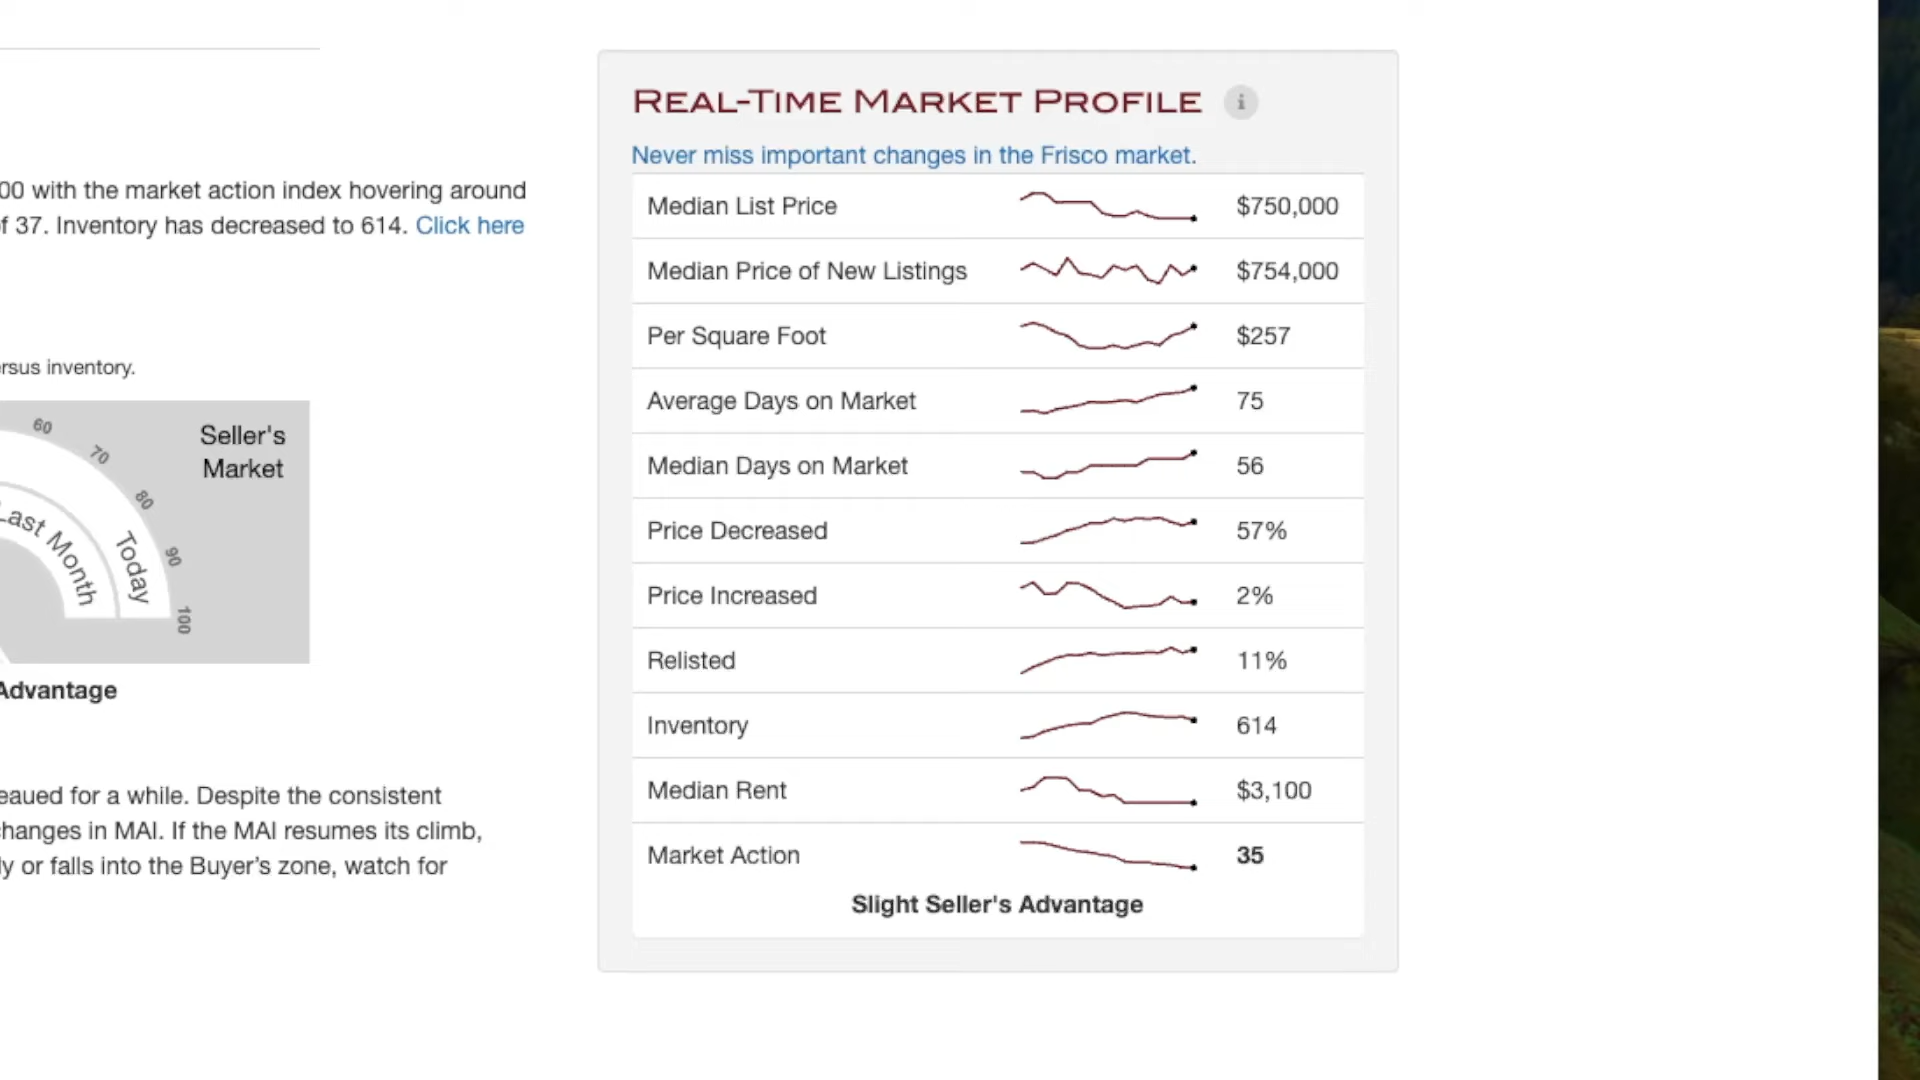 REAL-TIME MARKET PROFILE i
Never miss important changes in the Frisco market.
00 with the market action index hovering around
of 37. Inventory has decreased to 614. Click here
Median List Price $750,000
Median Price of New Listings $754,000
Per Square Foot $257
versus inventory.
Average Days on Market 75
60
Seller's
Market
70
Median Days on Market 56
80
Last Month
Today
Price Decreased 57%
90
Price Increased 2%
100
Relisted 11%
Advantage
Inventory 614
Median Rent $3,100
eaued for a while. Despite the consistent
changes in MAI. If the MAI resumes its climb,
Market Action 35
ly or falls into the Buyer's zone, watch for
Slight Seller's Advantage